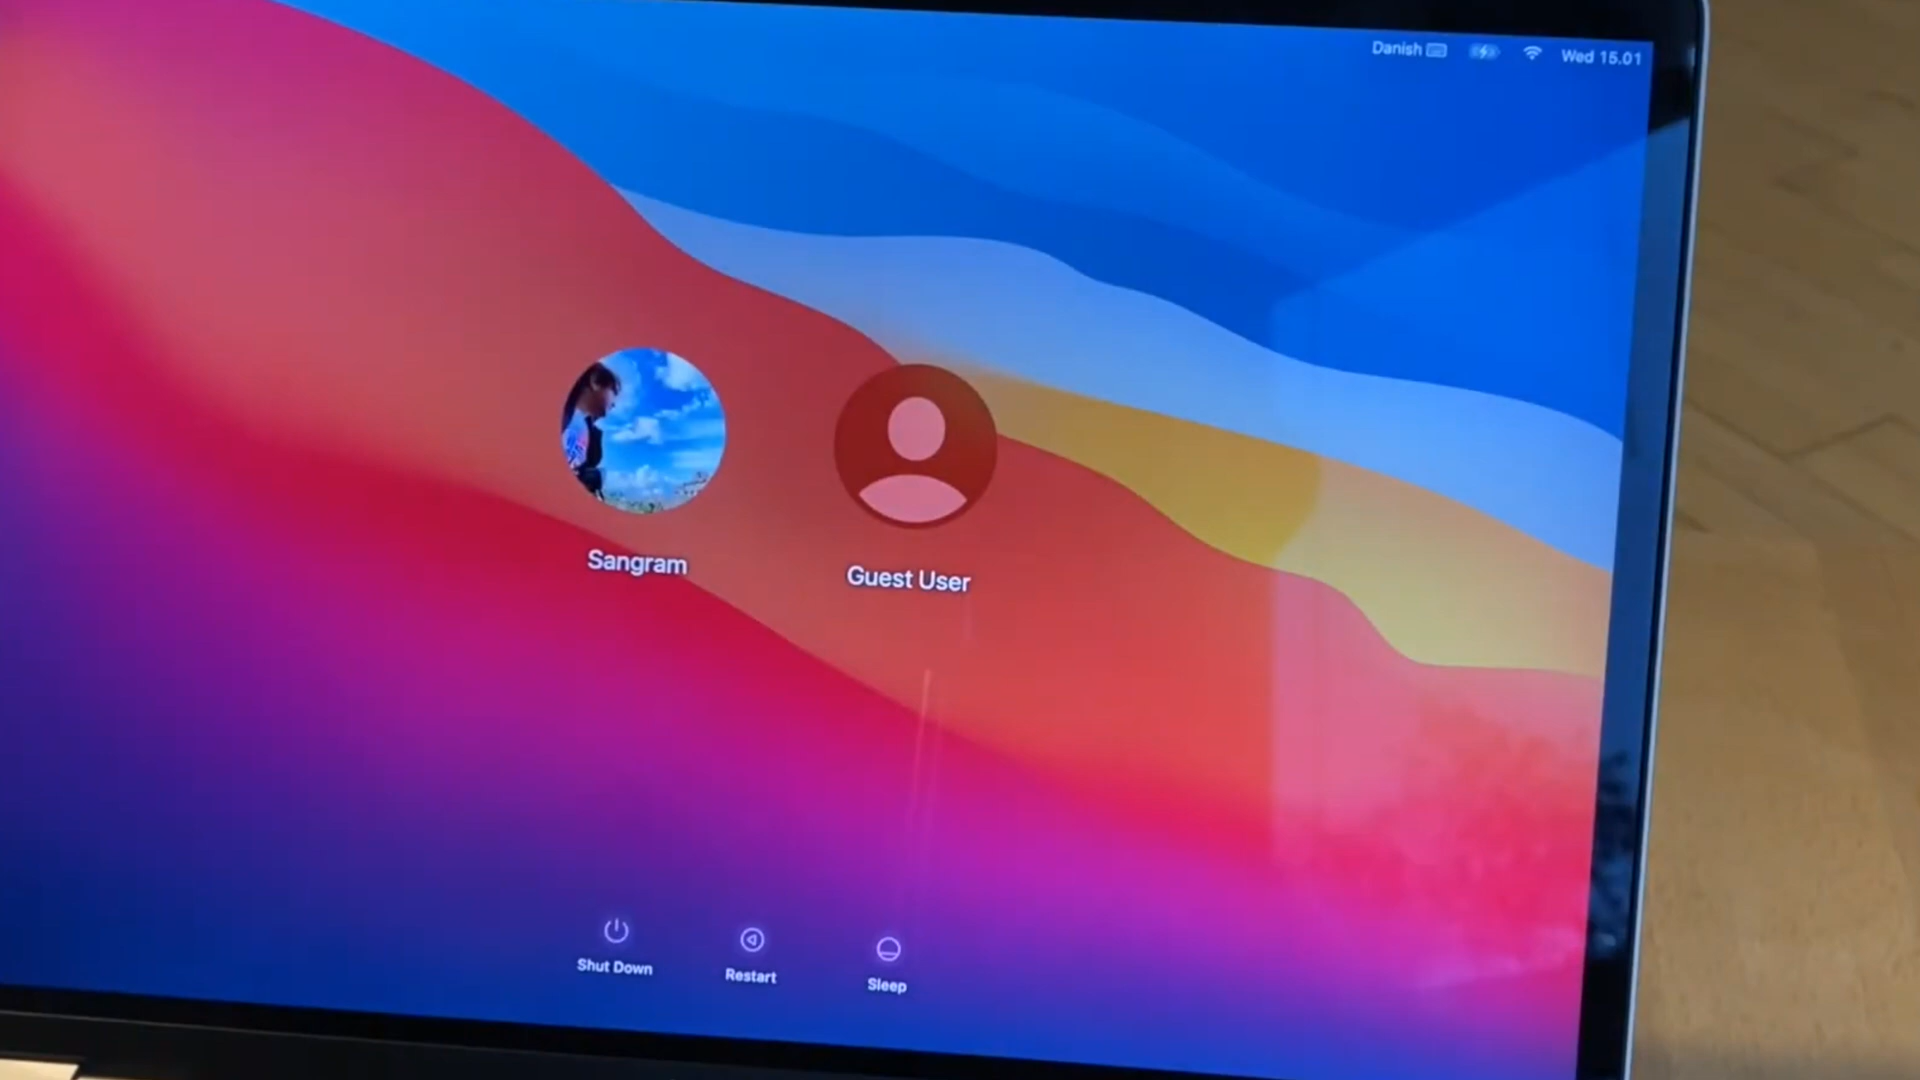 Danish
Wed 15.01
Sangram
Guest User
Shut Down
Restart
Sleep